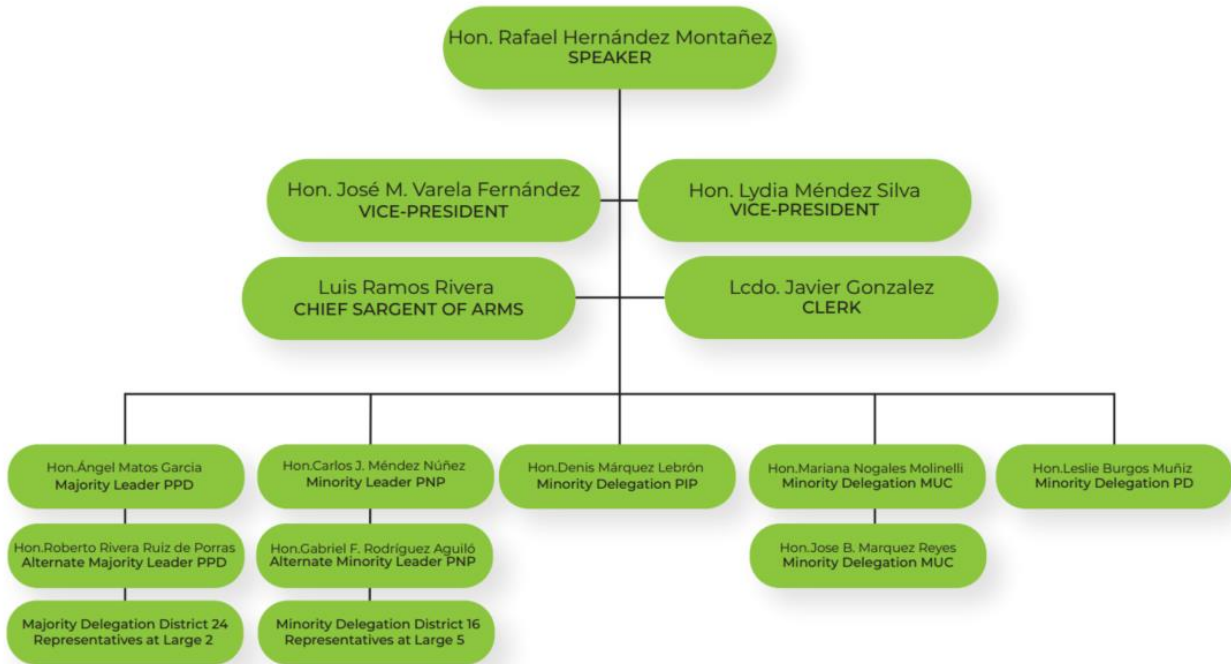 Hon. Rafael Hernández Montañez
SPEAKER
Hon. José M. Varela Fernández
VICE-PRESIDENT
Hon. Lydia Méndez Silva
VICE-PRESIDENT
Luis Ramos Rivera
CHIEF SARGENT OF ARMS
Lcdo. Javier Gonzalez
CLERK
Hon.Ángel Matos Garcia
Majority Leader PPD
Hon.Carlos J. Méndez Núñez
Minority Leader PNP
Hon.Denis Márquez Lebrón
Minority Delegation PIP
Hon.Mariana Nogales Molinelli
Minority Delegation MUC
Hon.Leslie Burgos Muñiz
Minority Delegation PD
Hon.Roberto Rivera Ruiz de Porras
Alternate Majority Leader PPD
Hon.Gabriel F. Rodríguez Aguiló
Alternate Minority Leader PNP
Hon.Jose B. Marquez Reyes
Minority Delegation MUC
Majority Delegation District 24
Representatives at Large 2
Minority Delegation District 16
Representatives at Large 5